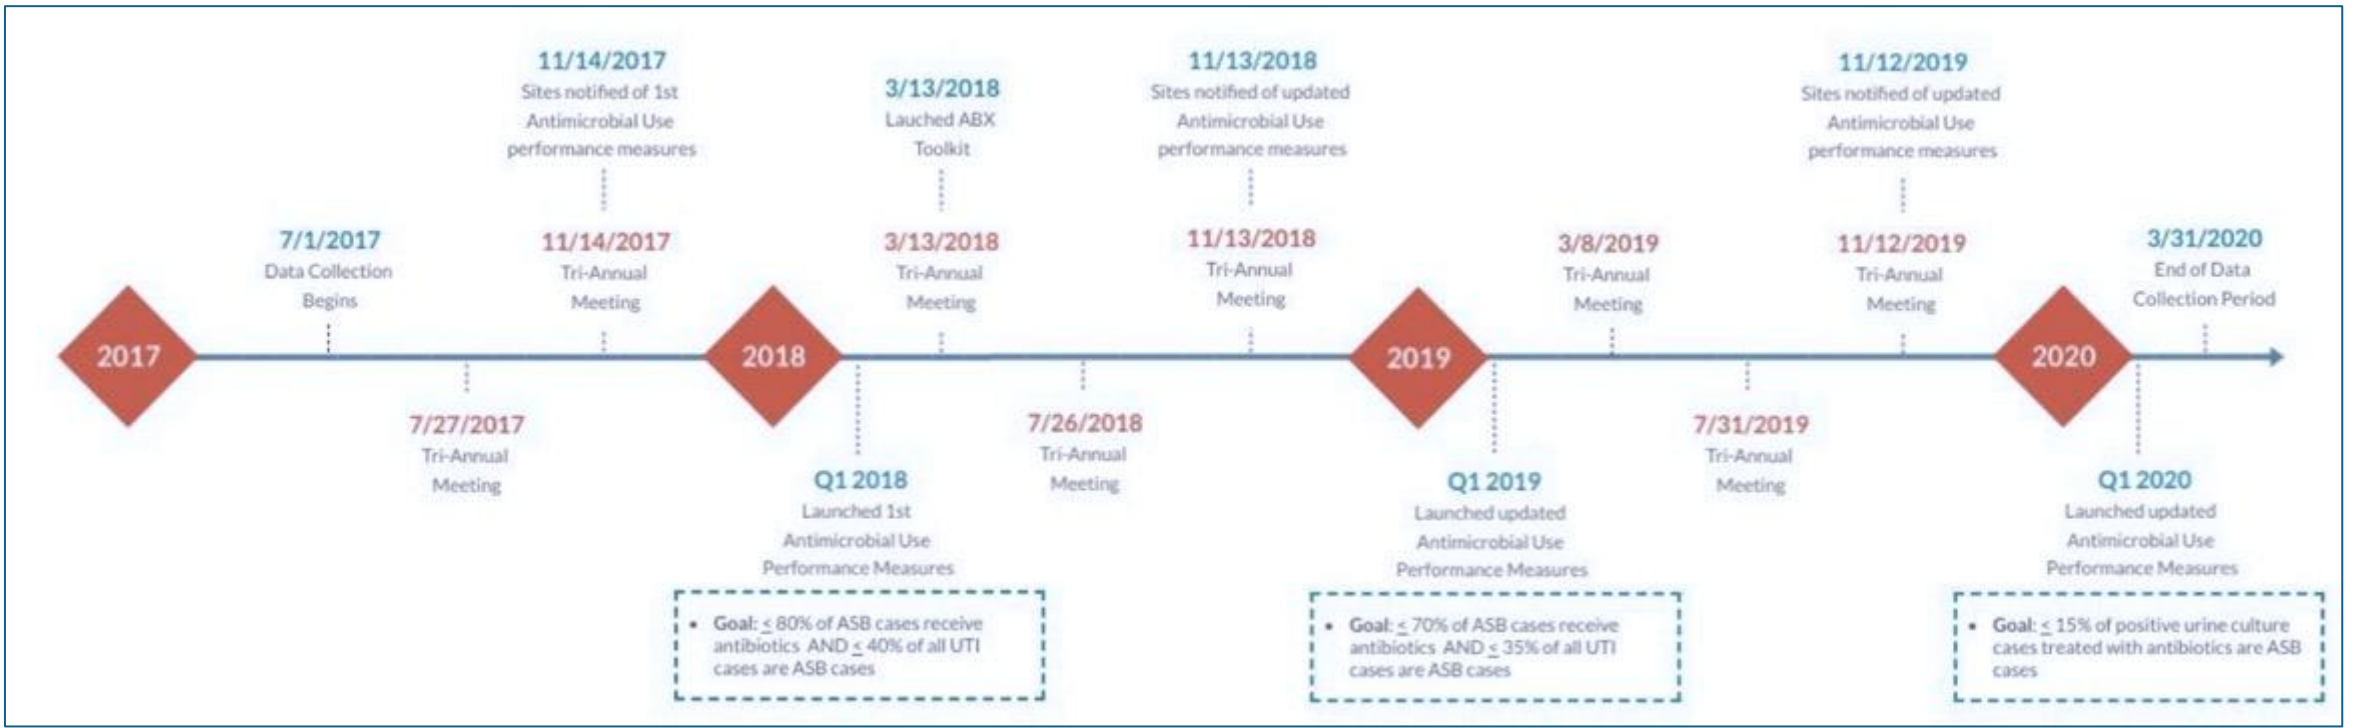 11/14/2017
Sites notified of 1st
Antimicrobial Use
performance measures
3/13/2018
Lauched ABX
Toolkit
11/13/2018
Sites notified of updated
Antimicrobial Use
performance measures
11/12/2019
Sites notified of updated
Antimicrobial Use
performance measures
7/1/2017
Data Collection
Begins
11/14/2017
Tri-Annual
Meeting
3/13/2018
Tri-Annual
Meeting
11/13/2018
Tri-Annual
Meeting
3/8/2019
Tri-Annual
Meeting
11/12/2019
Tri-Annual
Meeting
3/31/2020
End of Data
Collection Period
2017
2018
2019
2020
7/27/2017
Tri-Annual
Meeting
Q1 2018
Launched 1st
Antimicrobial Use
Performance Measures
• Goal: ≤ 80% of ASB cases receive
antibiotics AND ≤ 40% of all UTI
cases are ASB cases
7/26/2018
Tri-Annual
Meeting
Q1 2019
Launched updated
Antimicrobial Use
Performance Measures
• Goal: ≤ 70% of ASB cases receive
antibiotics AND ≤ 35% of all UTI
cases are ASB cases
7/31/2019
Tri-Annual
Meeting
Q1 2020
Launched updated
Antimicrobial Use
Performance Measures
• Goal: ≤ 15% of positive urine culture
cases treated with antibiotics are ASB
cases